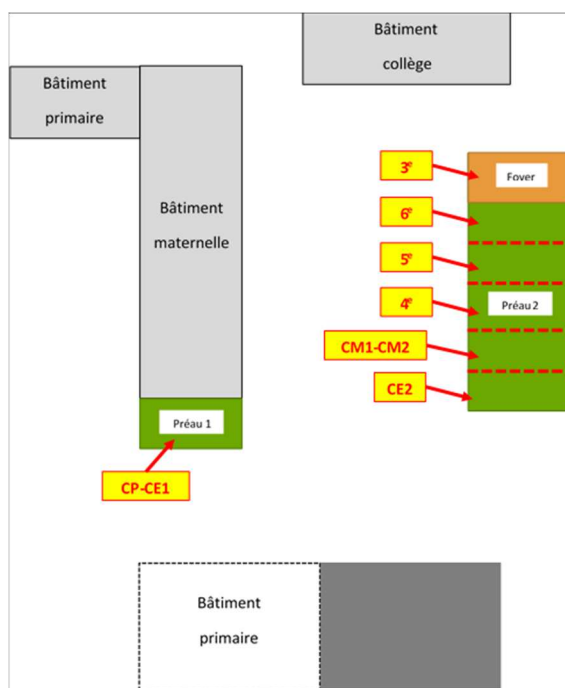 Bâtiment
collège
Bâtiment
primaire
3e
Foyer
6e
Bâtiment
maternelle
5e
4e
Préau 2
CM1-CM2
CE2
Préau 1
CP-CE1
Bâtiment
primaire